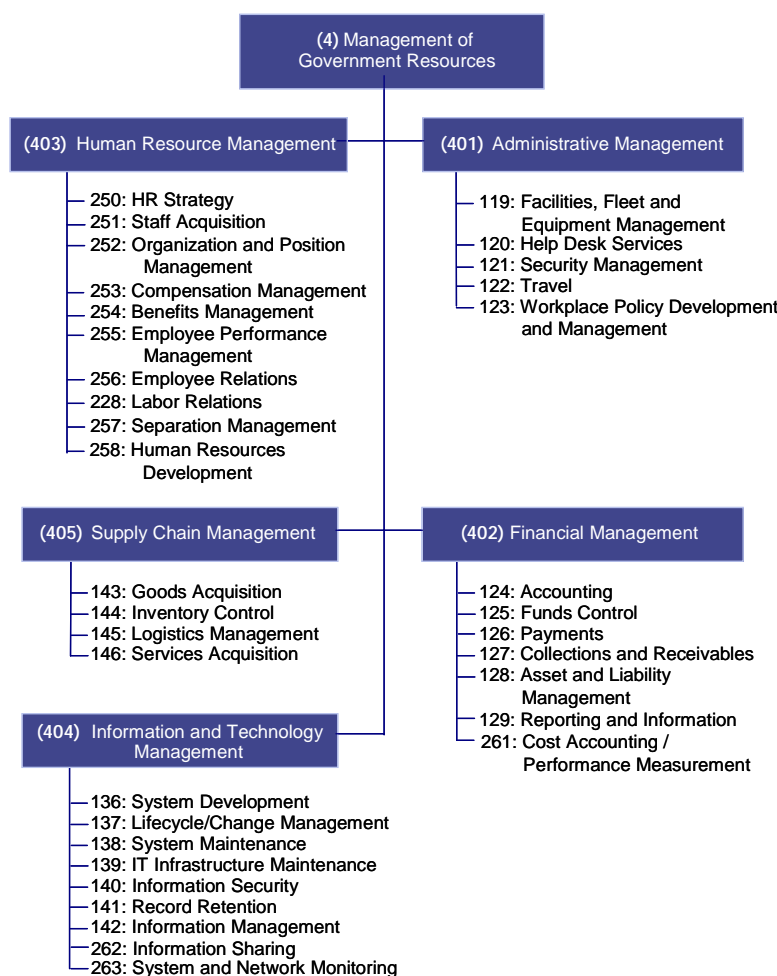 (4) Management of
Government Resources
(403) Human Resource Management
250: HR Strategy
251: Staff Acquisition
252: Organization and Position
Management
253: Compensation Management
254: Benefits Management
255: Employee Performance
Management
256: Employee Relations
228: Labor Relations
257: Separation Management
258: Human Resources
Development
(401) Administrative Management
119: Facilities, Fleet and
Equipment Management
120: Help Desk Services
121: Security Management
122: Travel
123: Workplace Policy Development
and Management
(405) Supply Chain Management
143: Goods Acquisition
144: Inventory Control
145: Logistics Management
146: Services Acquisition
(402) Financial Management
124: Accounting
125: Funds Control
126: Payments
127: Collections and Receivables
128: Asset and Liability
Management
129: Reporting and Information
261: Cost Accounting /
Performance Measurement
(404) Information and Technology
Management
136: System Development
137: Lifecycle/Change Management
138: System Maintenance
139: IT Infrastructure Maintenance
140: Information Security
141: Record Retention
142: Information Management
262: Information Sharing
263: System and Network Monitoring